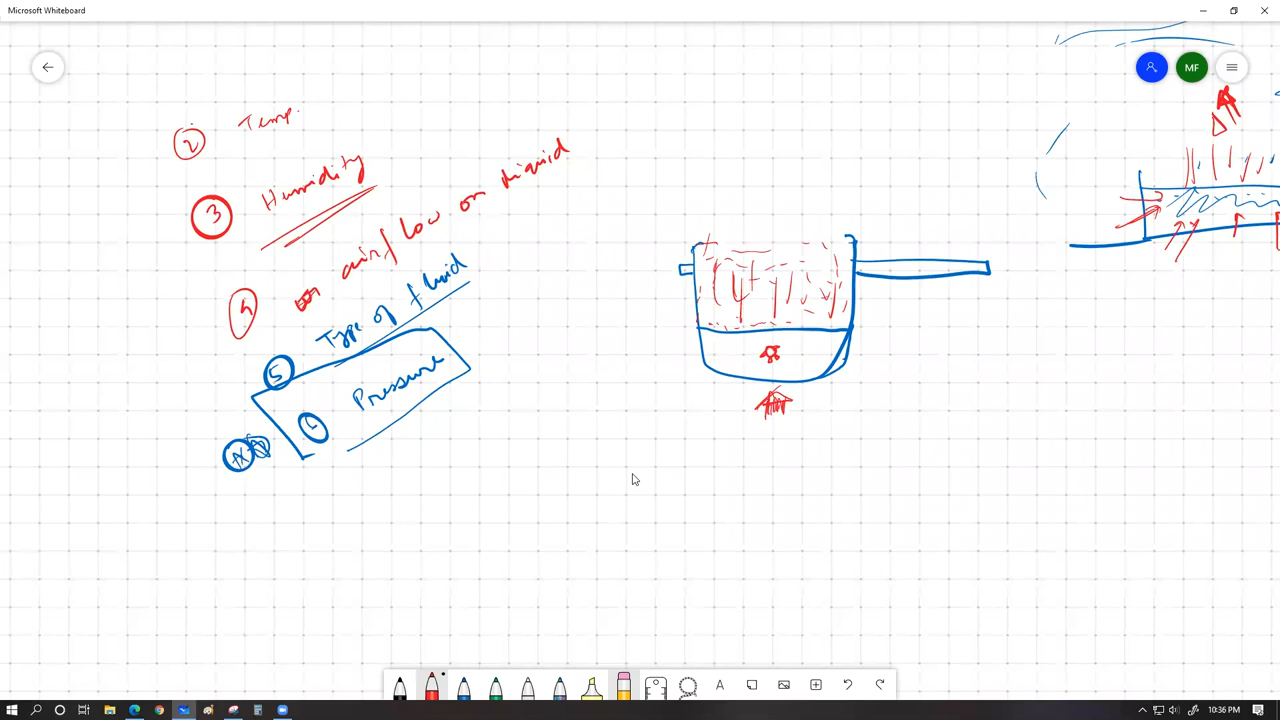 Microsoft Whiteboard
MF
2 Temp.
3 Humidity
4 air flow on liquid
5 Type of fluid
Pressure
A
10:36 PM